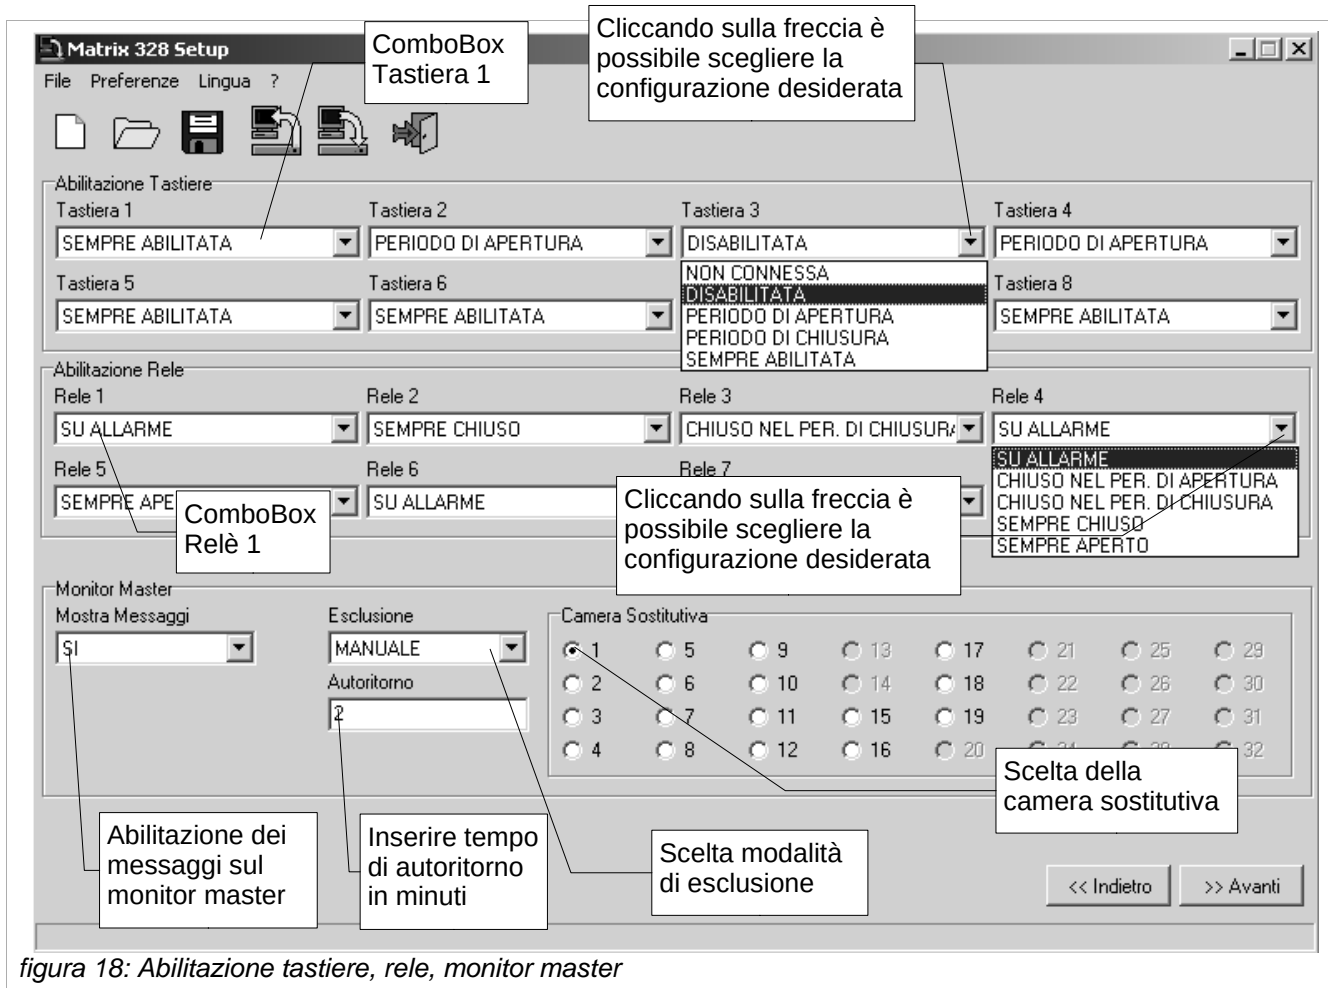 Matrix 328 Setup
ComboBox
Tastiera 1
Cliccando sulla freccia è
possibile scegliere la
configurazione desiderata
File Preferenze Lingua ?
Abilitazione Tastiere
Tastiera 1 Tastiera 2 Tastiera 3 Tastiera 4
SEMPRE ABILITATA PERIODO DI APERTURA DISABILITATA PERIODO DI APERTURA
NON CONNESSA
DISABILITATA
PERIODO DI APERTURA
PERIODO DI CHIUSURA
SEMPRE ABILITATA
Tastiera 5 Tastiera 6 Tastiera 8
SEMPRE ABILITATA SEMPRE ABILITATA SEMPRE ABILITATA
Abilitazione Rele
Rele 1 Rele 2 Rele 3 Rele 4
SU ALLARME SEMPRE CHIUSO CHIUSO NEL PER. DI CHIUSURA SU ALLARME
SU ALLARME
CHIUSO NEL PER. DI APERTURA
CHIUSO NEL PER. DI CHIUSURA
SEMPRE CHIUSO
SEMPRE APERTO
Rele 5 Rele 6 Rele 7
SEMPRE APE SU ALLARME
ComboBox
Relè 1
Cliccando sulla freccia è
possibile scegliere la
configurazione desiderata
Monitor Master
Mostra Messaggi Esclusione Camera Sostitutiva
SI MANUALE
Autoritorno
2
1 5 9 13 17 21 25 29
2 6 10 14 18 22 26 30
3 7 11 15 19 23 27 31
4 8 12 16 20 32
Scelta della
camera sostitutiva
Abilitazione dei
messaggi sul
monitor master
Inserire tempo
di autoritorno
in minuti
Scelta modalità
di esclusione
<< Indietro >> Avanti
figura 18: Abilitazione tastiere, rele, monitor master